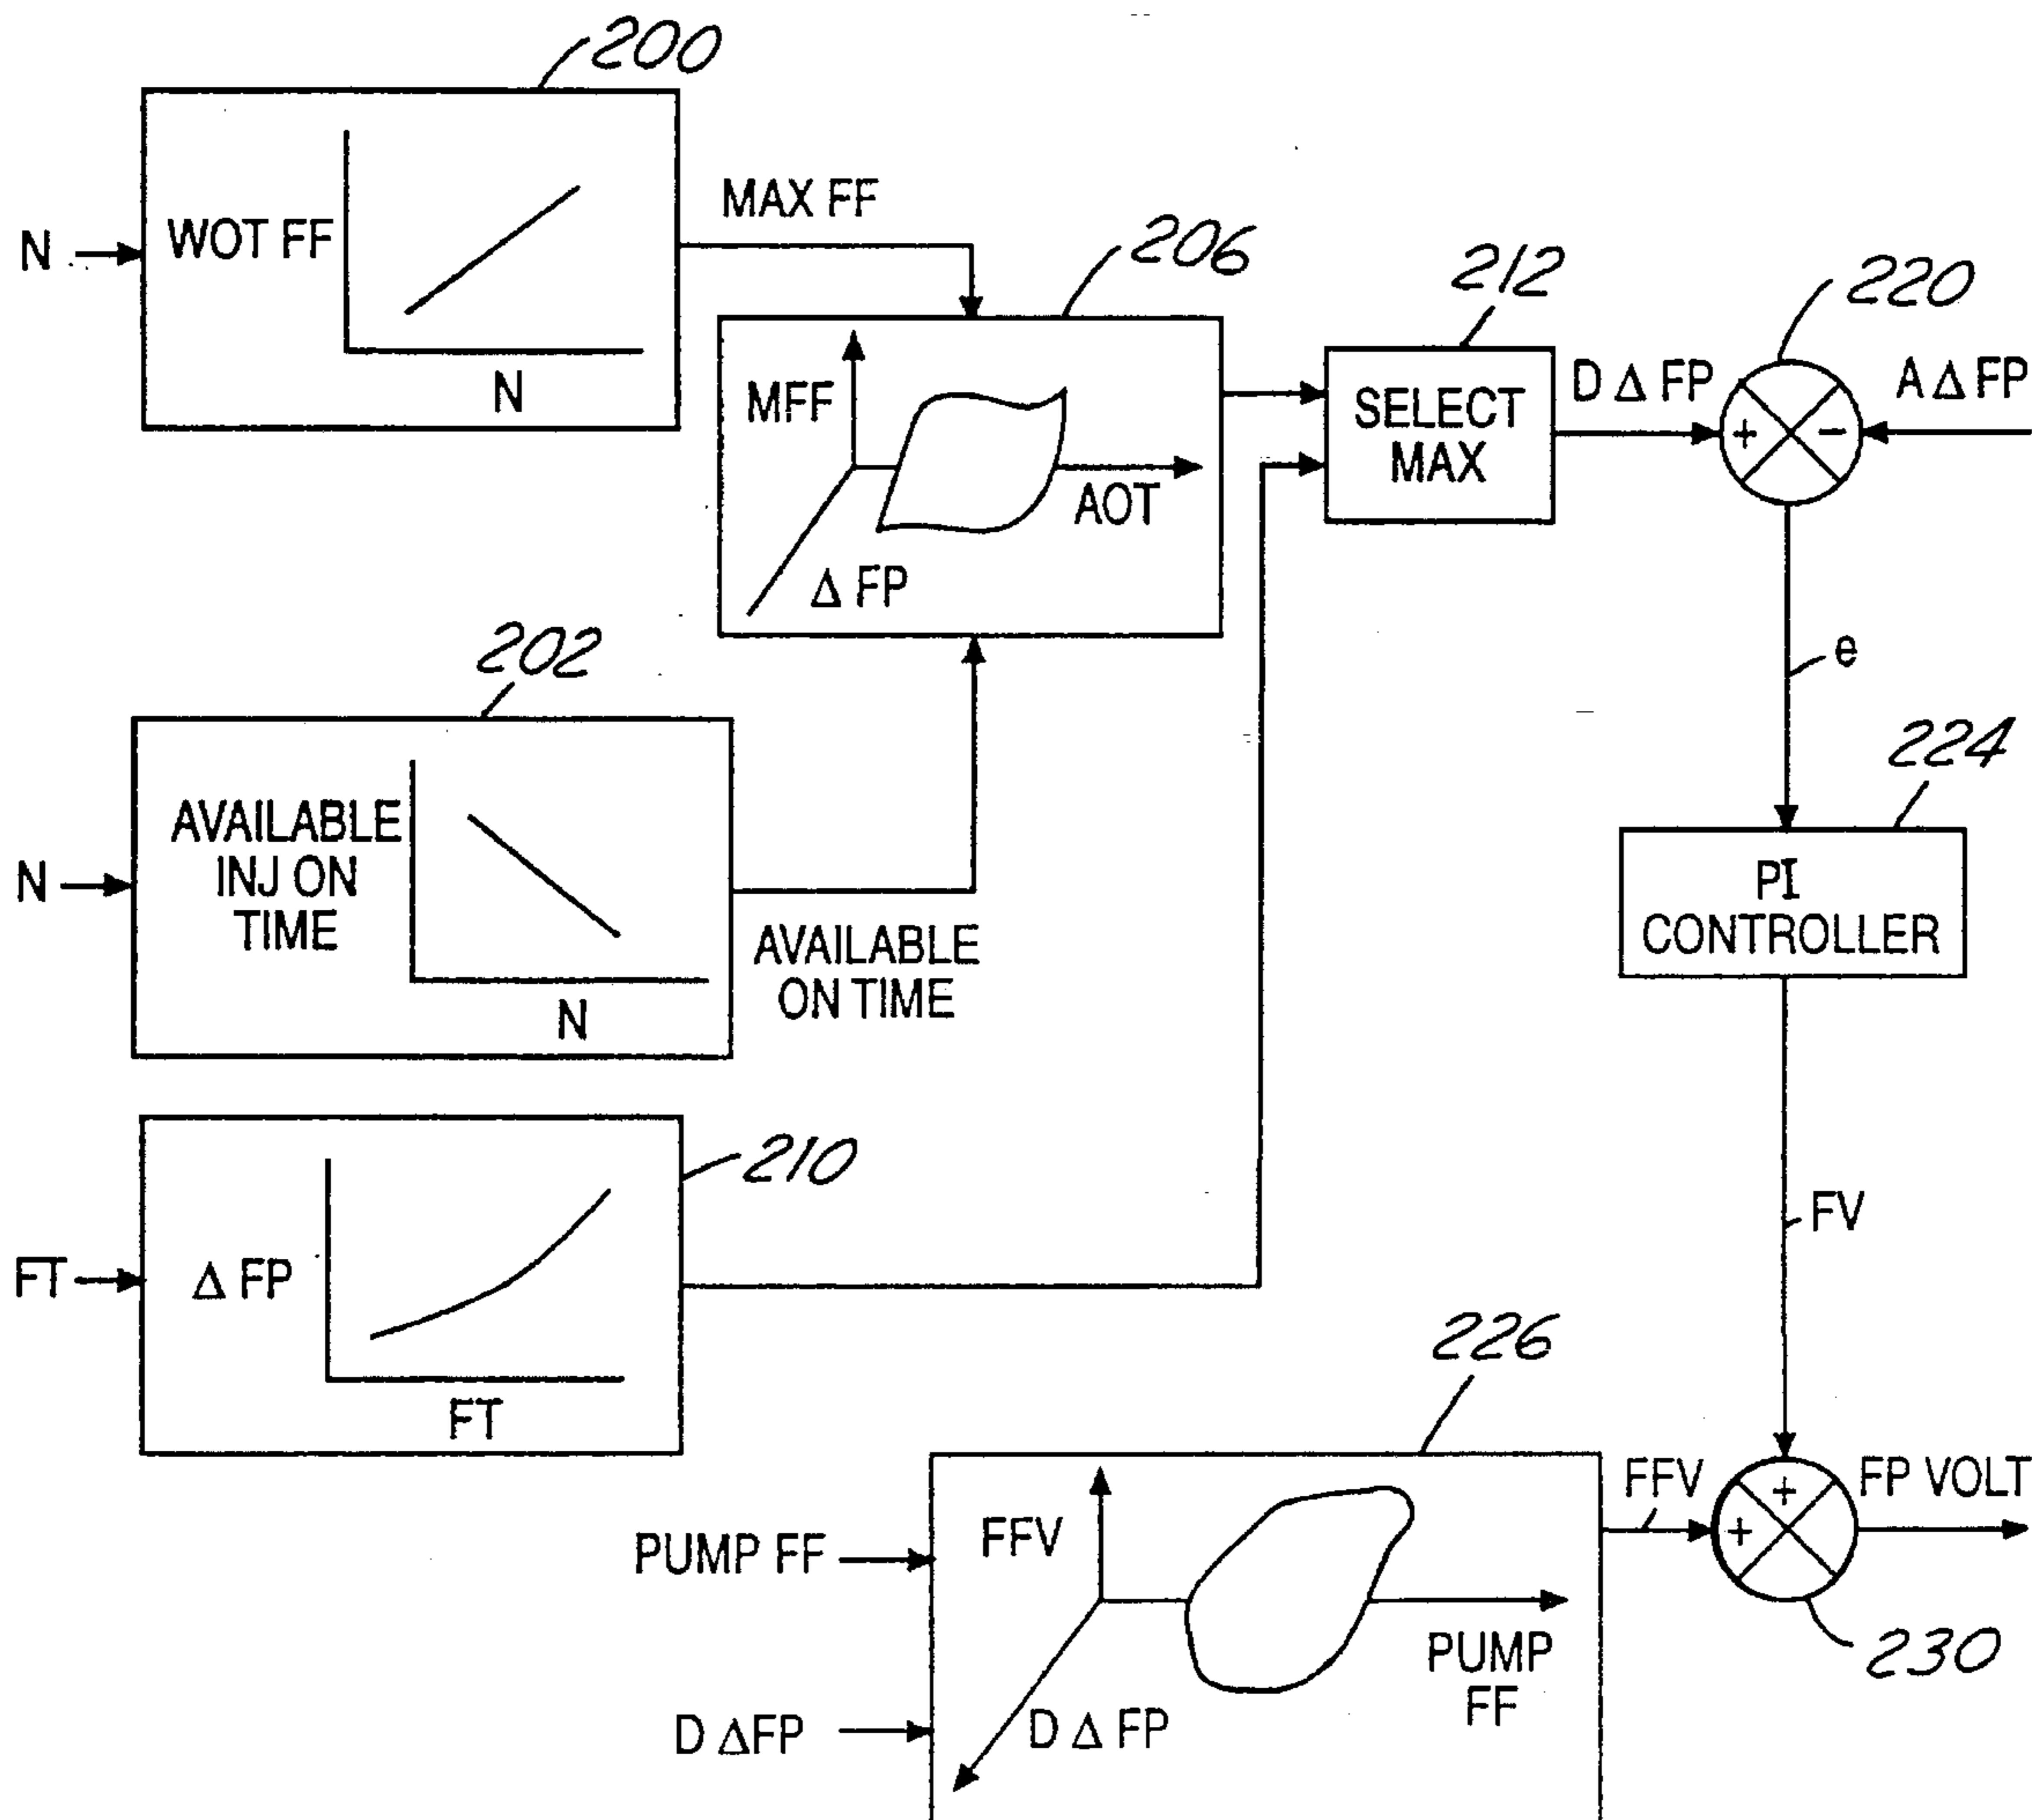 200
N
WOT FF
N
MAX FF
206
MFF
AOT
Δ FP
212
SELECT
MAX
D Δ FP
220
+
−
A Δ FP
e
202
N
AVAILABLE
INJ ON
TIME
N
AVAILABLE
ON TIME
224
PI
CONTROLLER
FV
210
FT
Δ FP
FT
226
PUMP FF
D ΔFP
FFV
D Δ FP
PUMP
FF
FFV
+
+
FP VOLT
230